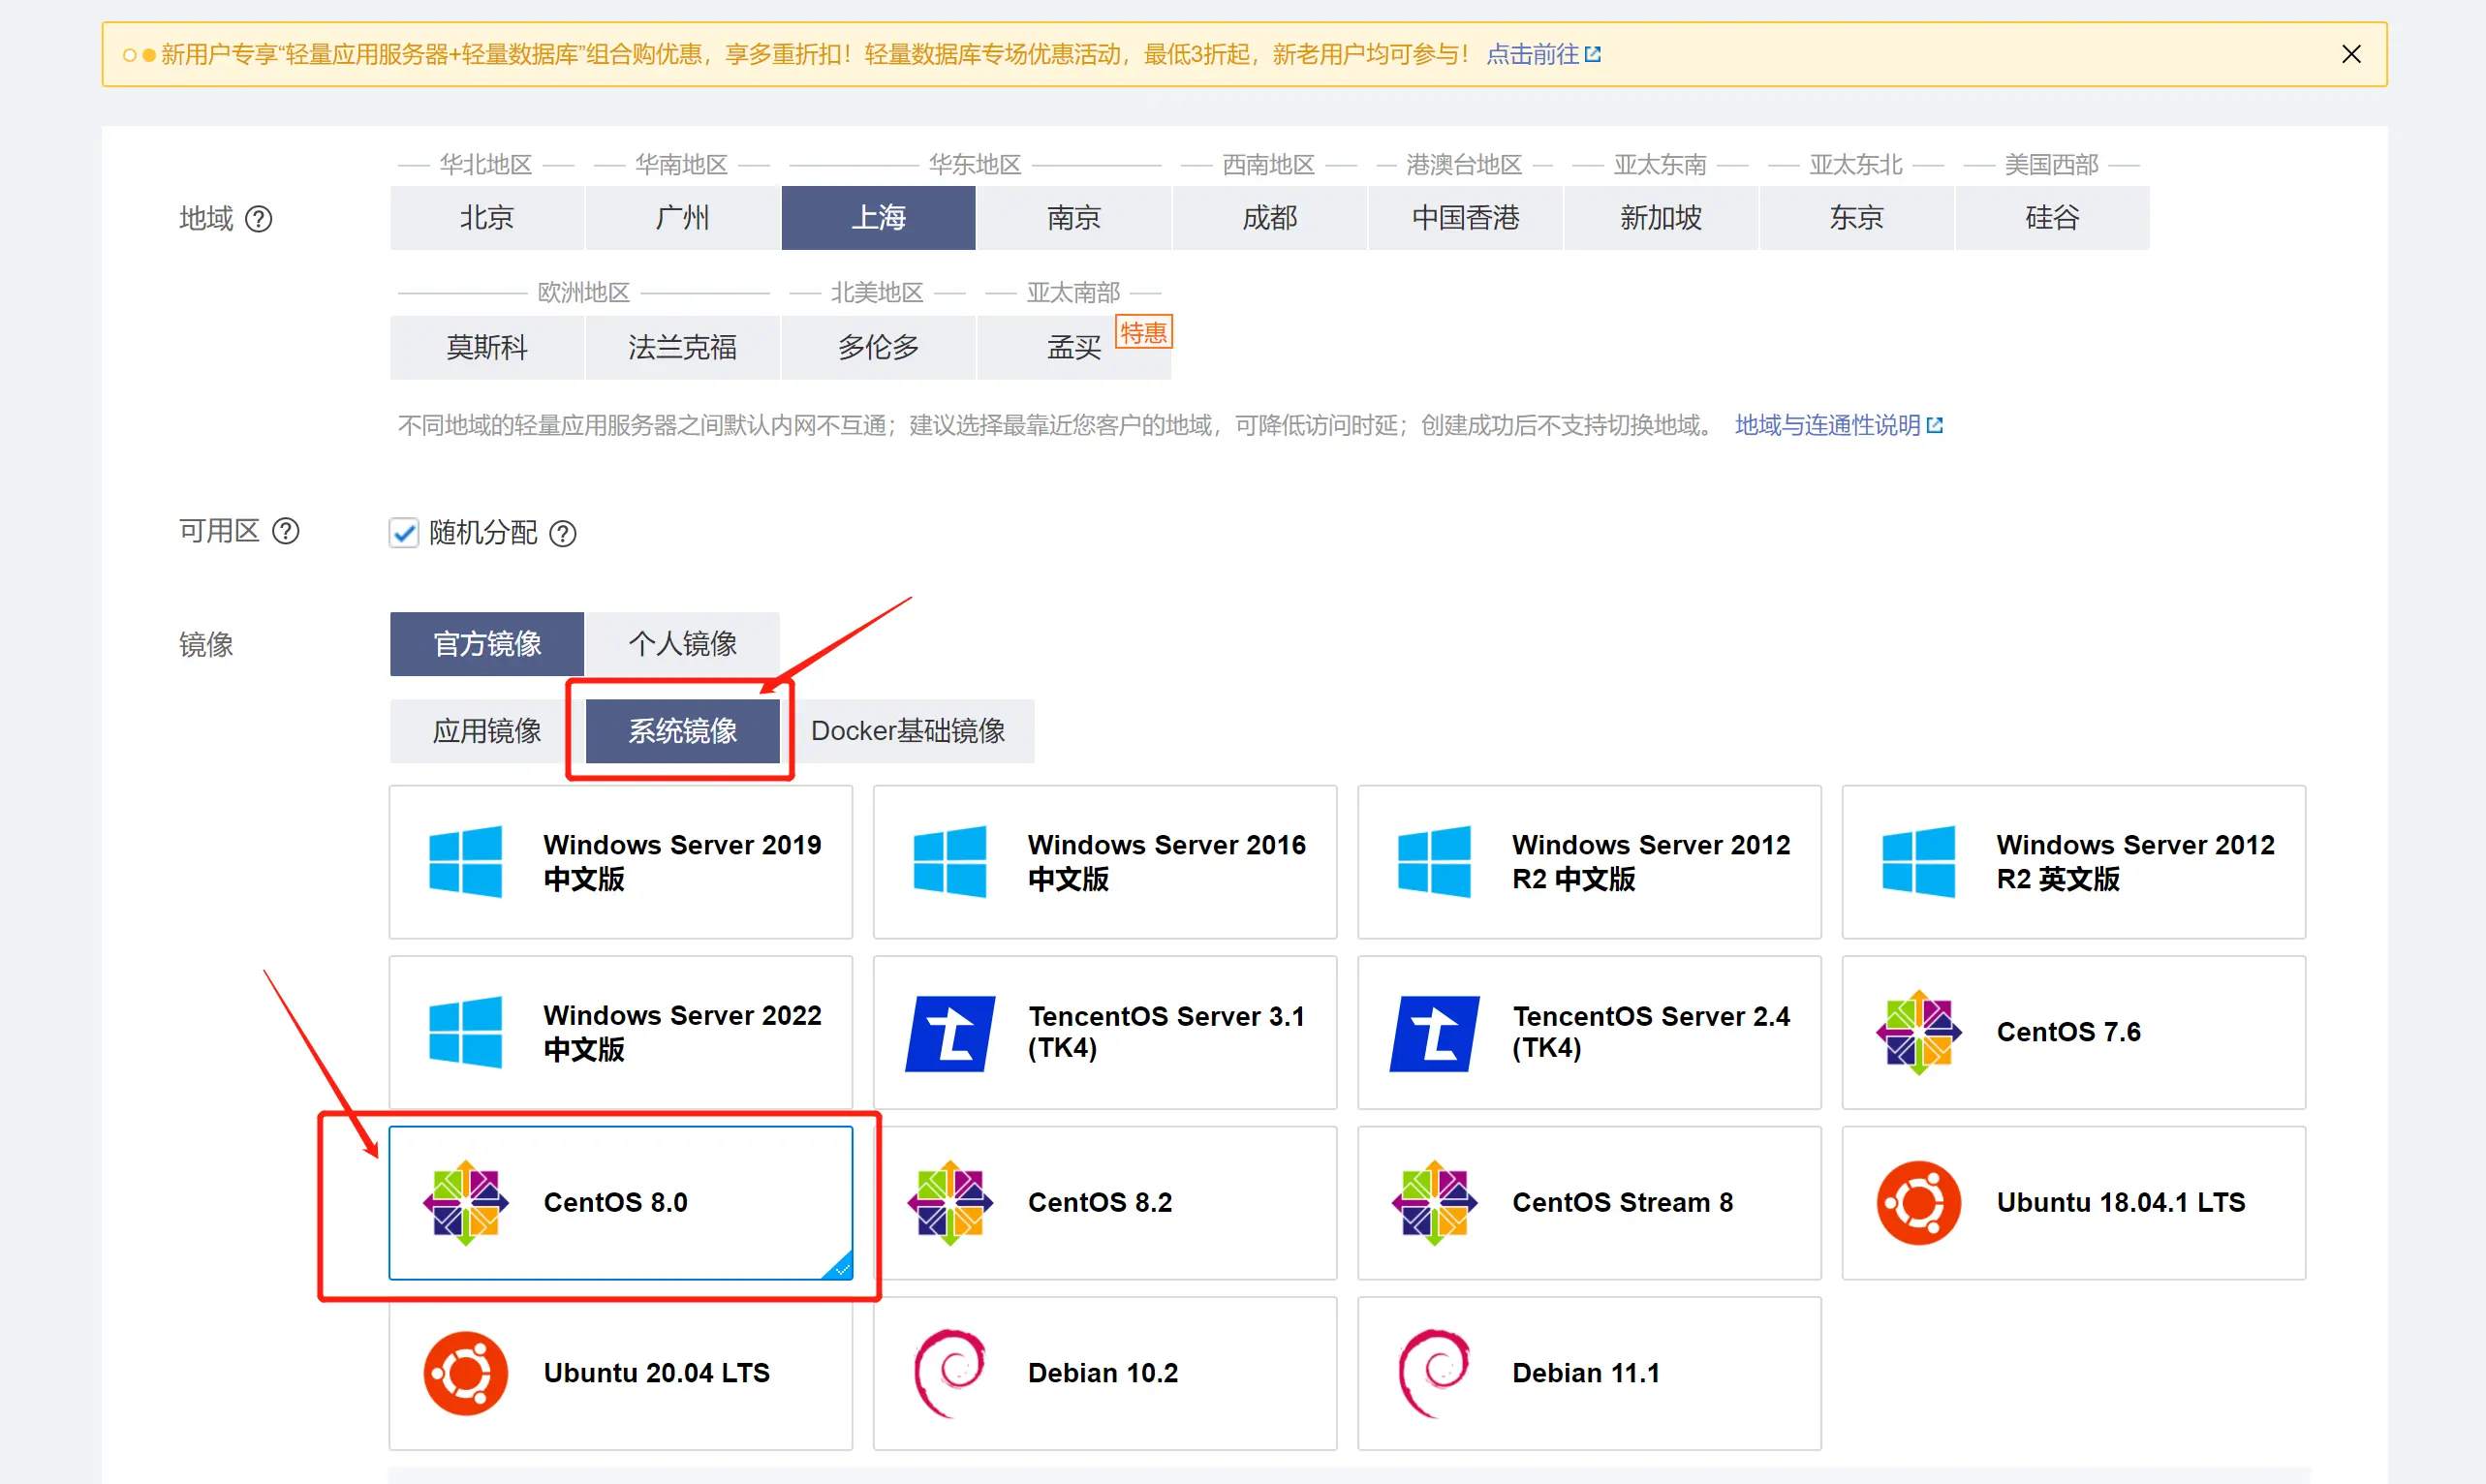 新用户专享“轻量应用服务器+轻量数据库”组合购优惠，享多重折扣！轻量数据库专场优惠活动，最低3折起，新老用户均可参与！ 点击前往
华北地区 华南地区 华东地区 西南地区 港澳台地区 亚太东南 亚太东北 美国西部
地域 北京 广州 上海 南京 成都 中国香港 新加坡 东京 硅谷
欧洲地区 北美地区 亚太南部
莫斯科 法兰克福 多伦多 孟买 特惠
不同地域的轻量应用服务器之间默认内网不互通；建议选择最靠近您客户的地域，可降低访问时延；创建成功后不支持切换地域。 地域与连通性说明
可用区 随机分配
镜像 官方镜像 个人镜像
应用镜像 系统镜像 Docker基础镜像
Windows Server 2019
中文版
Windows Server 2016
中文版
Windows Server 2012
R2 中文版
Windows Server 2012
R2 英文版
Windows Server 2022
中文版
TencentOS Server 3.1
(TK4)
TencentOS Server 2.4
(TK4)
CentOS 7.6
CentOS 8.0
CentOS 8.2
CentOS Stream 8
Ubuntu 18.04.1 LTS
Ubuntu 20.04 LTS
Debian 10.2
Debian 11.1